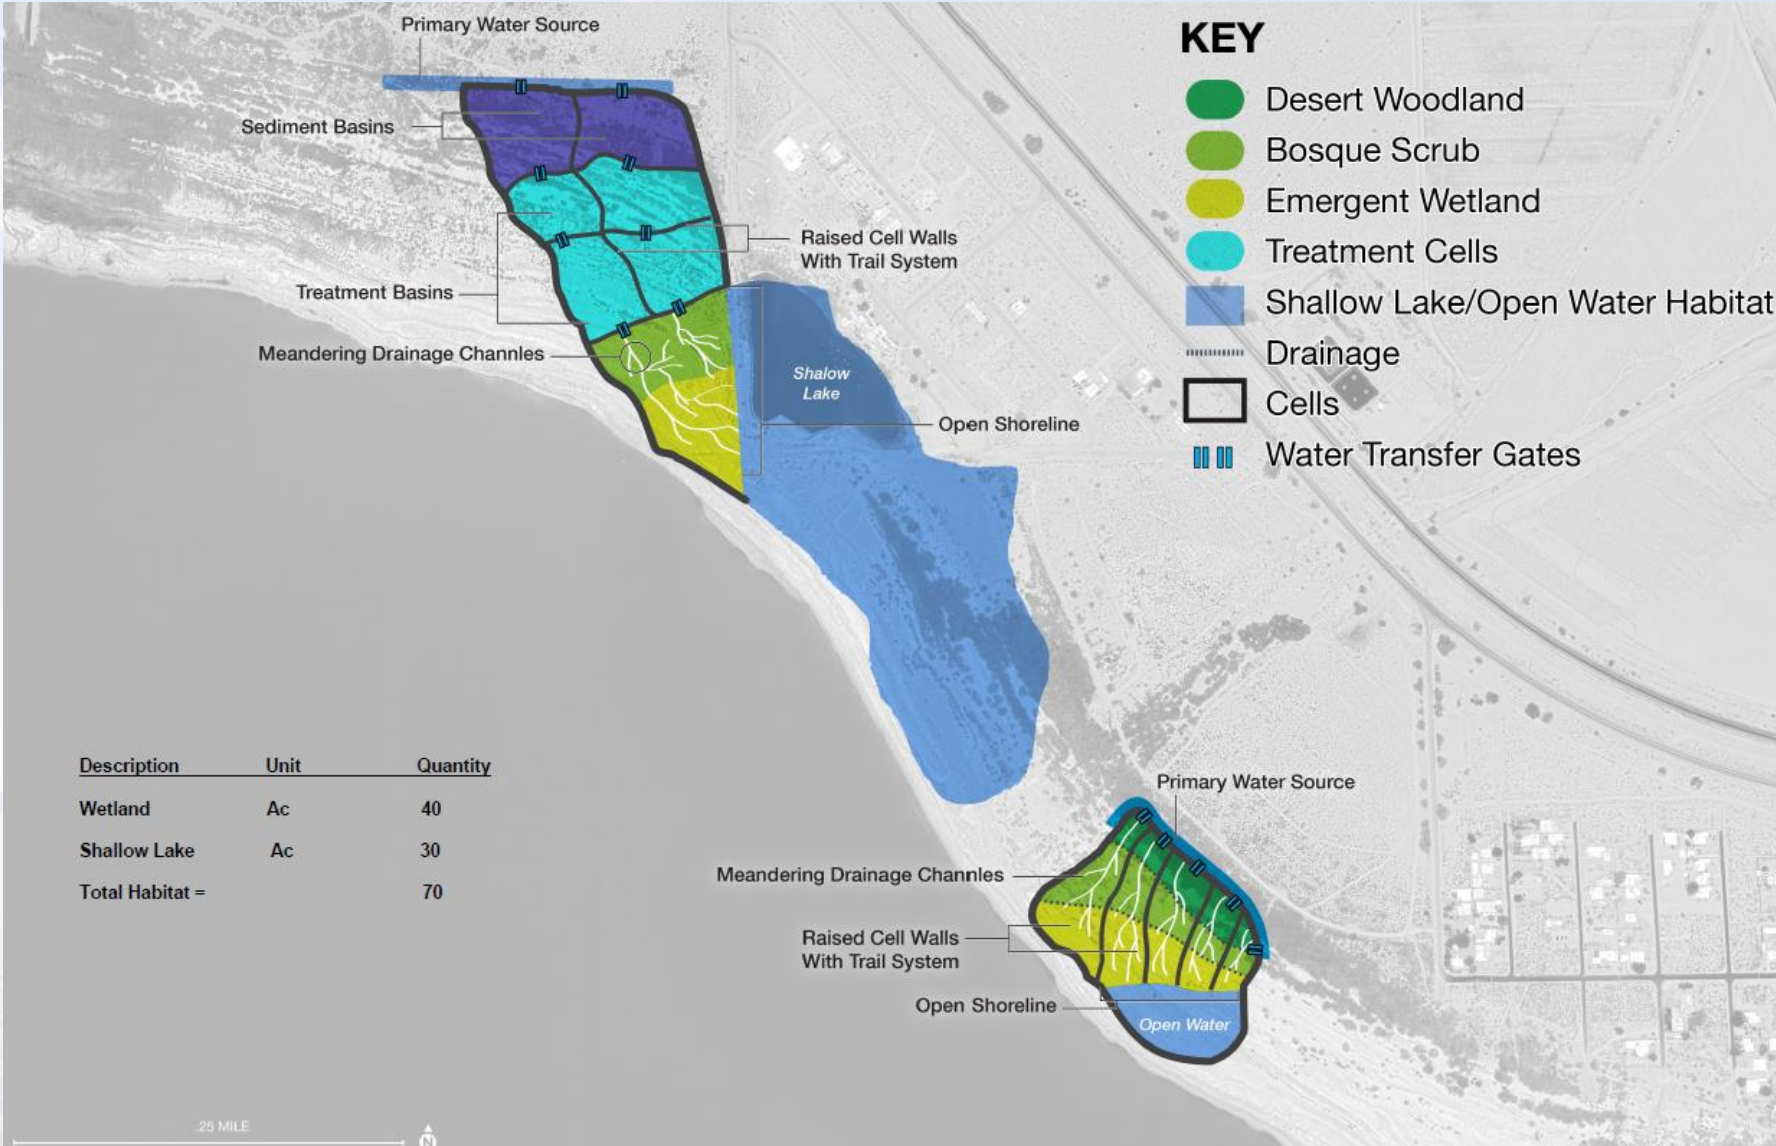 Primary Water Source
Sediment Basins
Raised Cell Walls
With Trail System
Treatment Basins
Meandering Drainage Channles
Shalow
Lake
Open Shoreline
KEY
Desert Woodland
Bosque Scrub
Emergent Wetland
Treatment Cells
Shallow Lake/Open Water Habitat
Drainage
Cells
Water Transfer Gates
Description Unit Quantity
Wetland Ac 40
Shallow Lake Ac 30
Total Habitat = 70
Primary Water Source
Meandering Drainage Channles
Raised Cell Walls
With Trail System
Open Shoreline
Open Water
.25 MILE
N